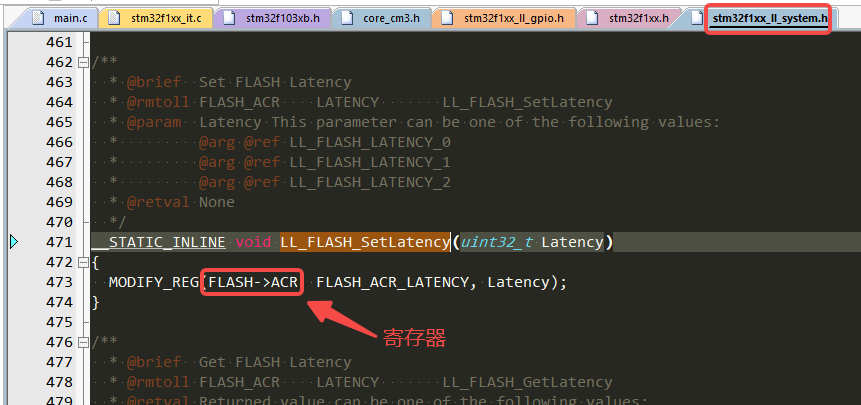 main.c stm32f1xx_it.c stm32f103xb.h core_cm3.h stm32f1xx_ll_gpio.h stm32f1xx.h stm32f1xx_ll_system.h
461
462 /**
463 * @brief Set FLASH Latency
464 * @rmtoll FLASH_ACR LATENCY LL_FLASH_SetLatency
465 * @param Latency This parameter can be one of the following values:
466 * @arg @ref LL_FLASH_LATENCY_0
467 * @arg @ref LL_FLASH_LATENCY_1
468 * @arg @ref LL_FLASH_LATENCY_2
469 * @retval None
470 */
471 __STATIC_INLINE void LL_FLASH_SetLatency(uint32_t Latency)
472 {
473 MODIFY_REG(FLASH->ACR FLASH_ACR_LATENCY, Latency);
474 }
475
寄存器
476 /**
477 * @brief Get FLASH Latency
478 * @rmtoll FLASH_ACR LATENCY LL_FLASH_GetLatency
479 * @retval Returned value can be one of the following values: